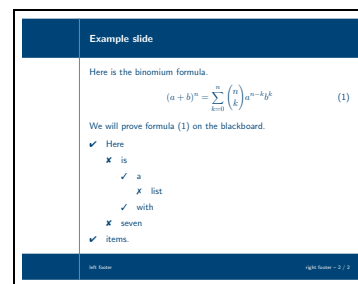 Example slide
Here is the binomium formula.
(a + b)^n = \sum_{k=0}^{n} \binom{n}{k} a^{n-k} b^k (1)
We will prove formula (1) on the blackboard.
✔ Here
✘ is
✓ a
✗ list
✓ with
✘ seven
✔ items.
left footer right footer – 2 / 2